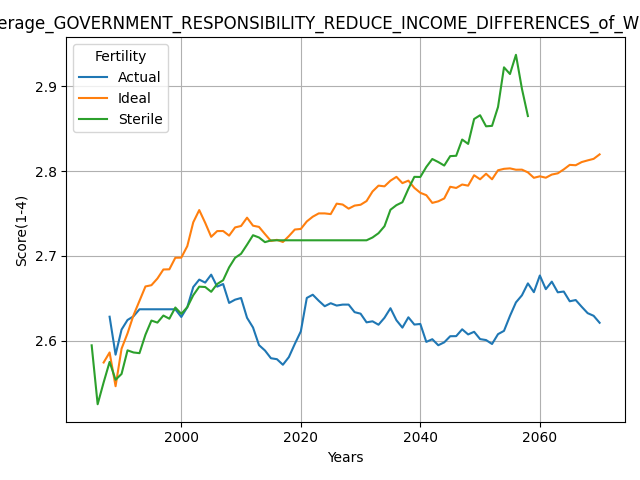 erage_GOVERNMENT_RESPONSIBILITY_REDUCE_INCOME_DIFFERENCES_of_W
Fertility
Actual
Ideal
Sterile
2.9
2.8
2.7
2.6
Score(1-4)
2000
2020
2040
2060
Years